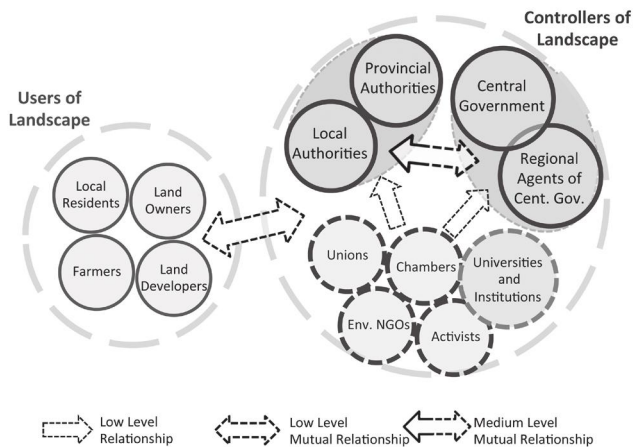 Controllers of
Landscape
Provincial
Authorities
Central
Government
Users of
Landscape
Local
Authorities
Regional
Agents of
Cent. Gov.
Local
Residents
Land
Owners
Farmers
Land
Developers
Unions
Chambers
Universities
and
Institutions
Env. NGOs
Activists
Low Level
Relationship
Low Level
Mutual Relationship
Medium Level
Mutual Relationship